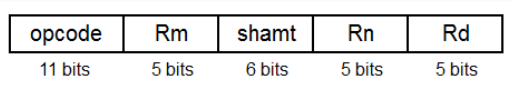 opcode Rm shamt Rn Rd
11 bits 5 bits 6 bits 5 bits 5 bits